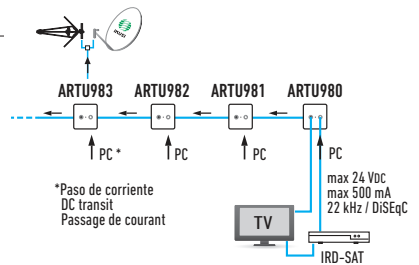 ARTU983 ARTU982 ARTU981 ARTU980
PC * PC PC PC
*Paso de corriente
DC transit
Passage de courant
max 24 VDC
max 500 mA
22 kHz / DiSEqC
TV
IRD-SAT